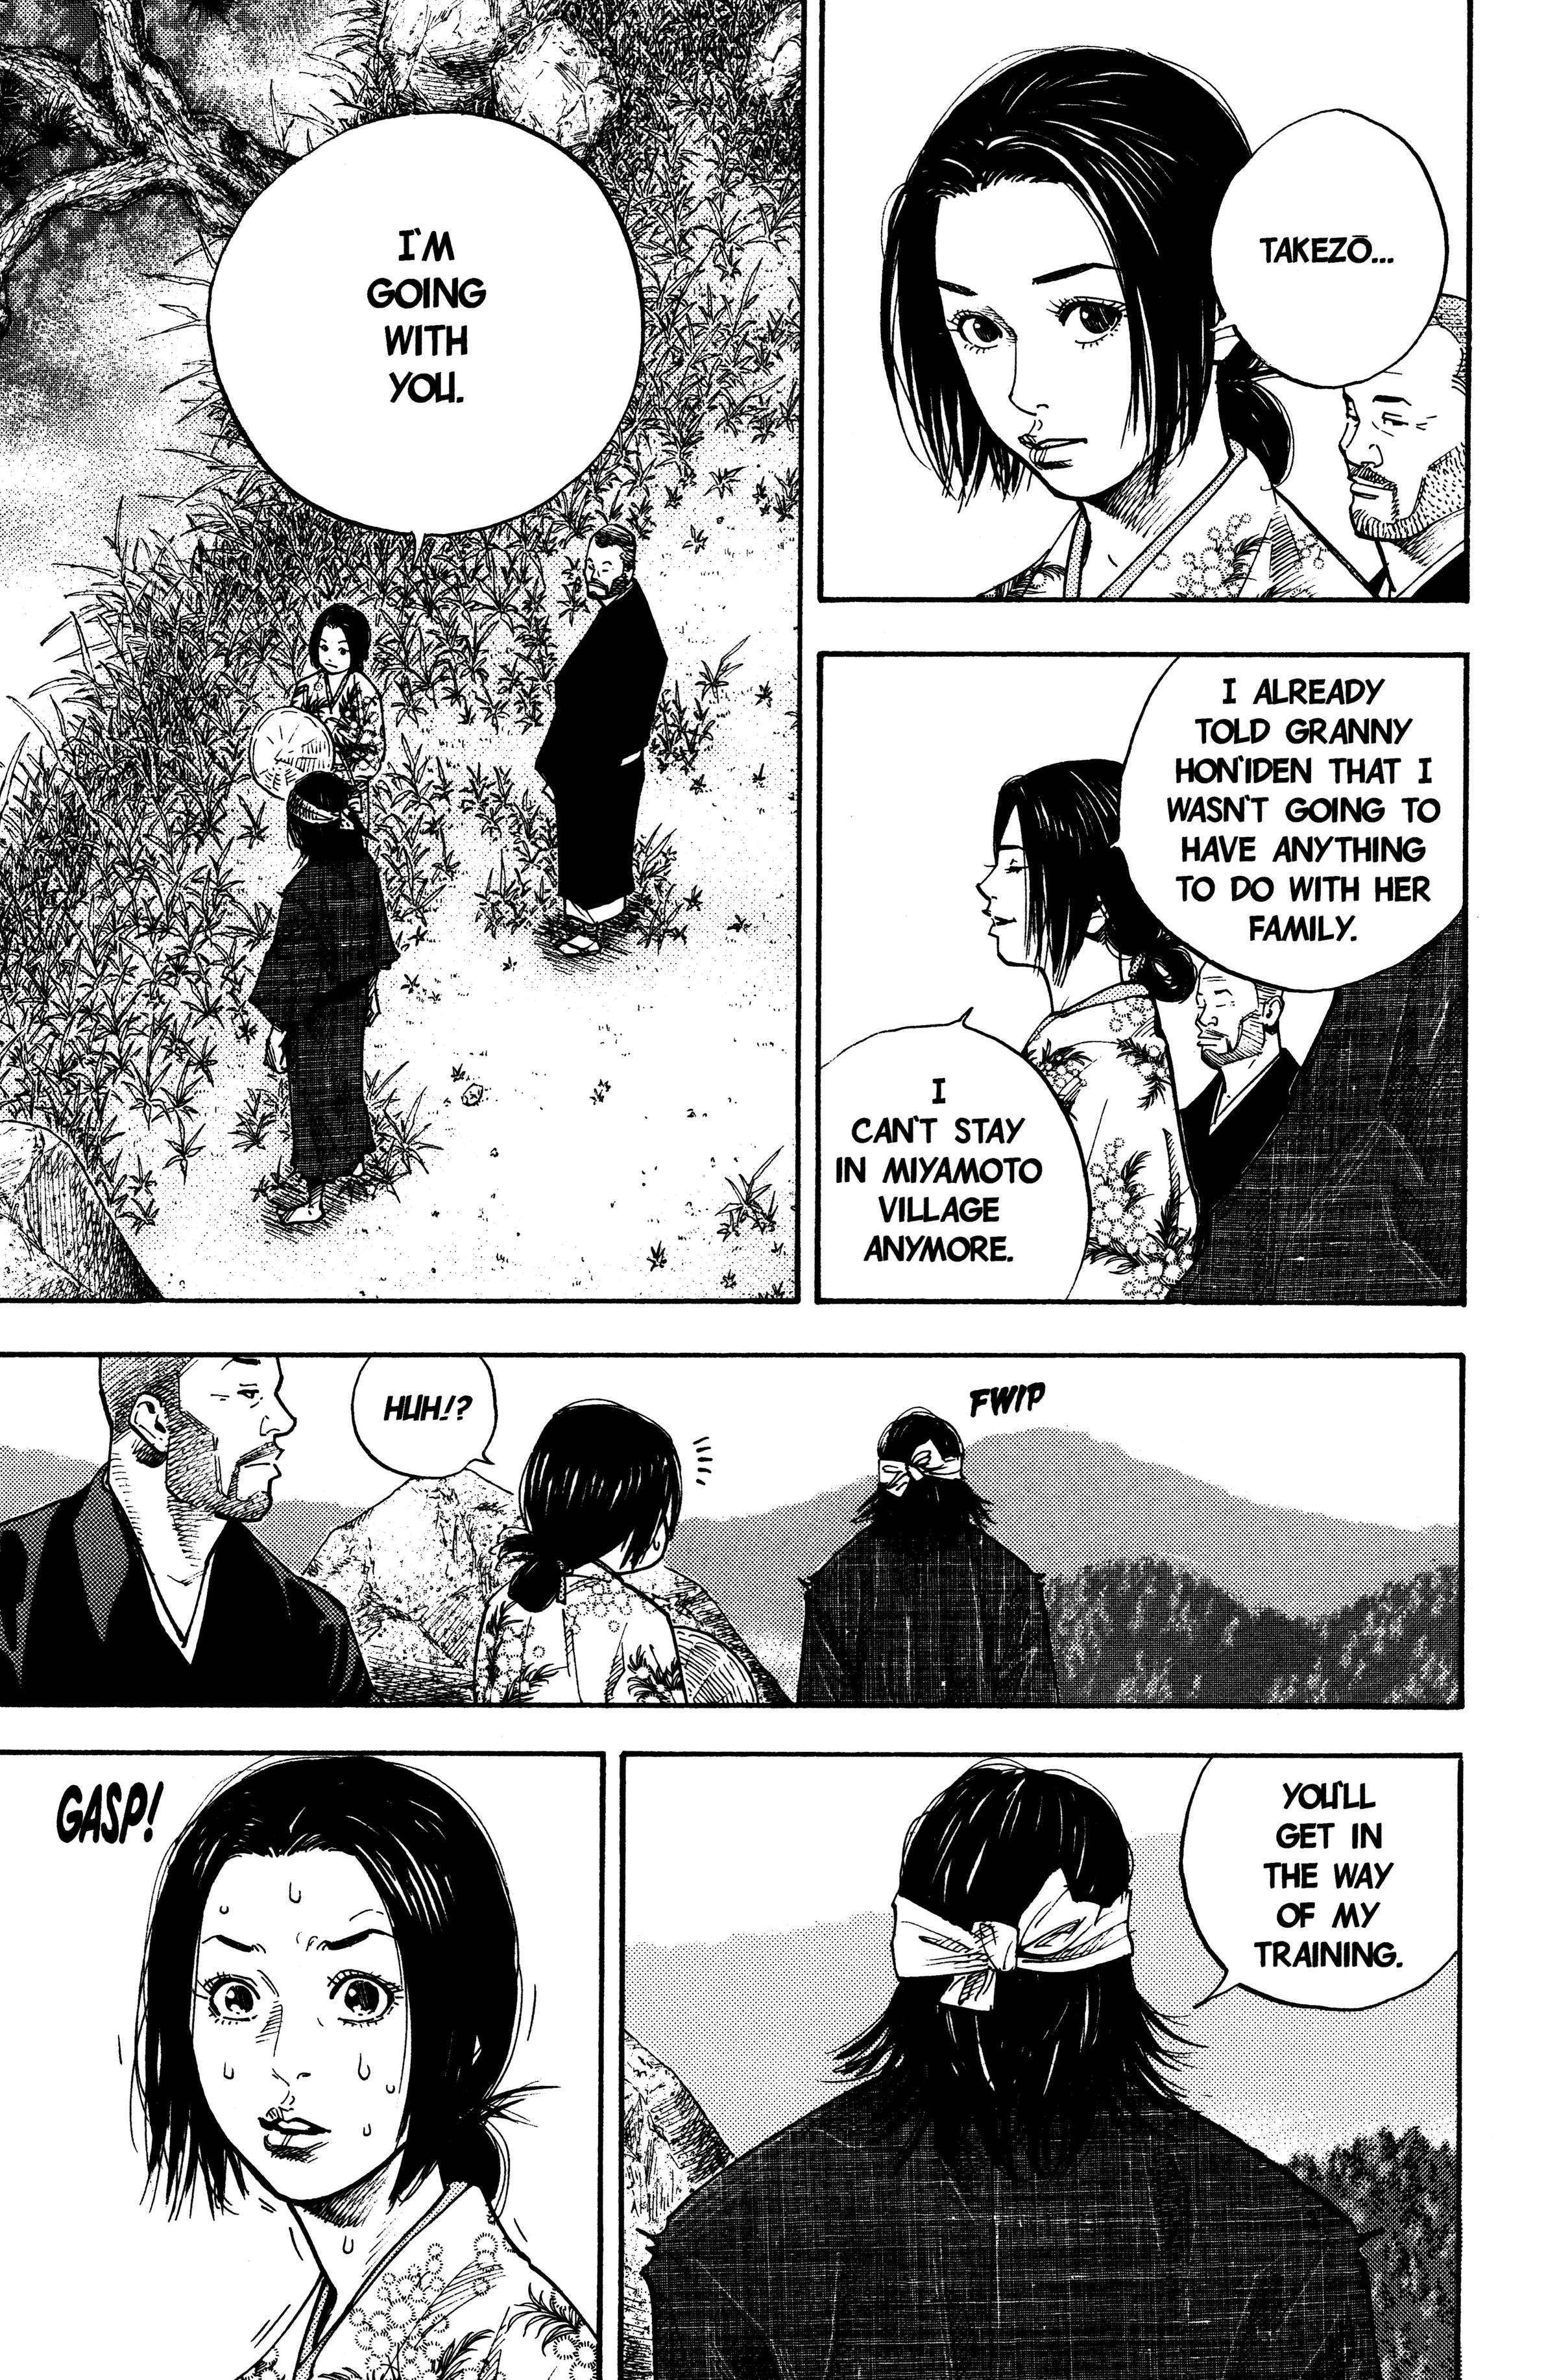 TAKEZŌ...
I ALREADY
TOLD GRANNY
HON'IDEN THAT I
WASN'T GOING TO
HAVE ANYTHING
TO DO WITH HER
FAMILY.
I
CAN'T STAY
IN MIYAMOTO
VILLAGE
ANYMORE.
I'M
GOING
WITH
YOU.
FWIP
HUH!?
YOU'LL
GET IN
THE WAY
OF MY
TRAINING.
GASP!